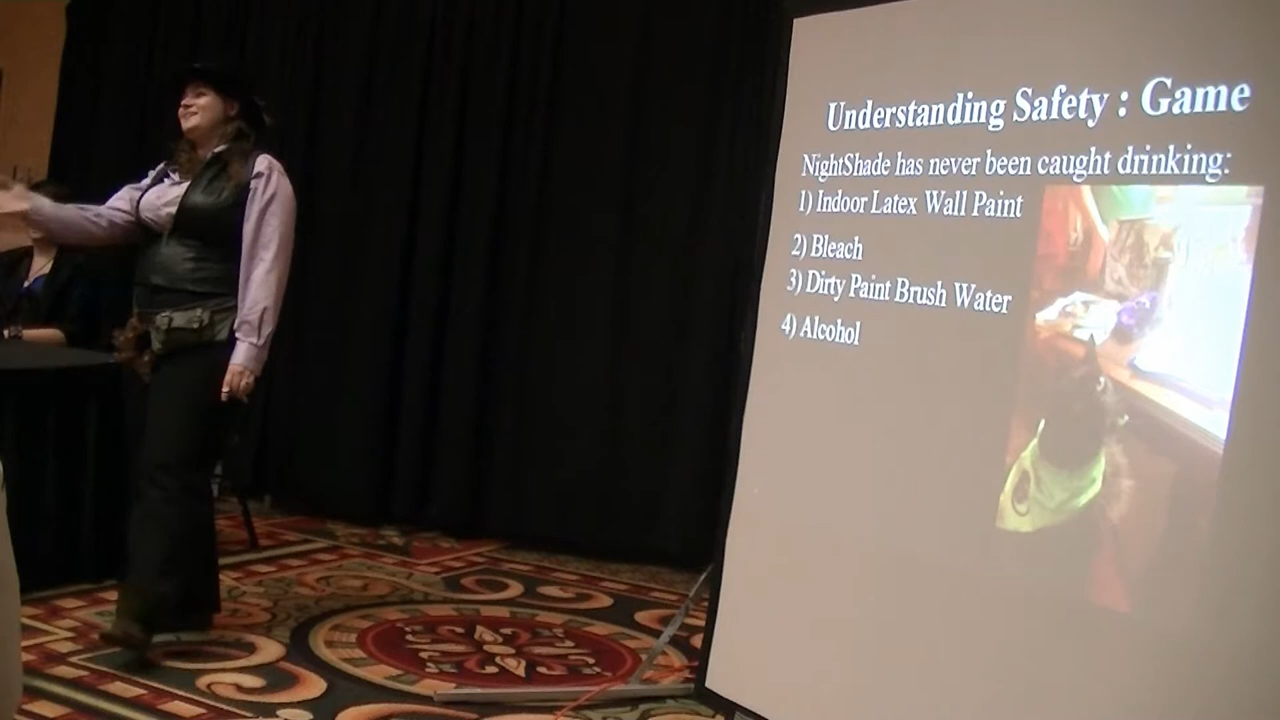 Understanding Safety : Game
NightShade has never been caught drinking:
1) Indoor Latex Wall Paint
2) Bleach
3) Dirty Paint Brush Water
4) Alcohol